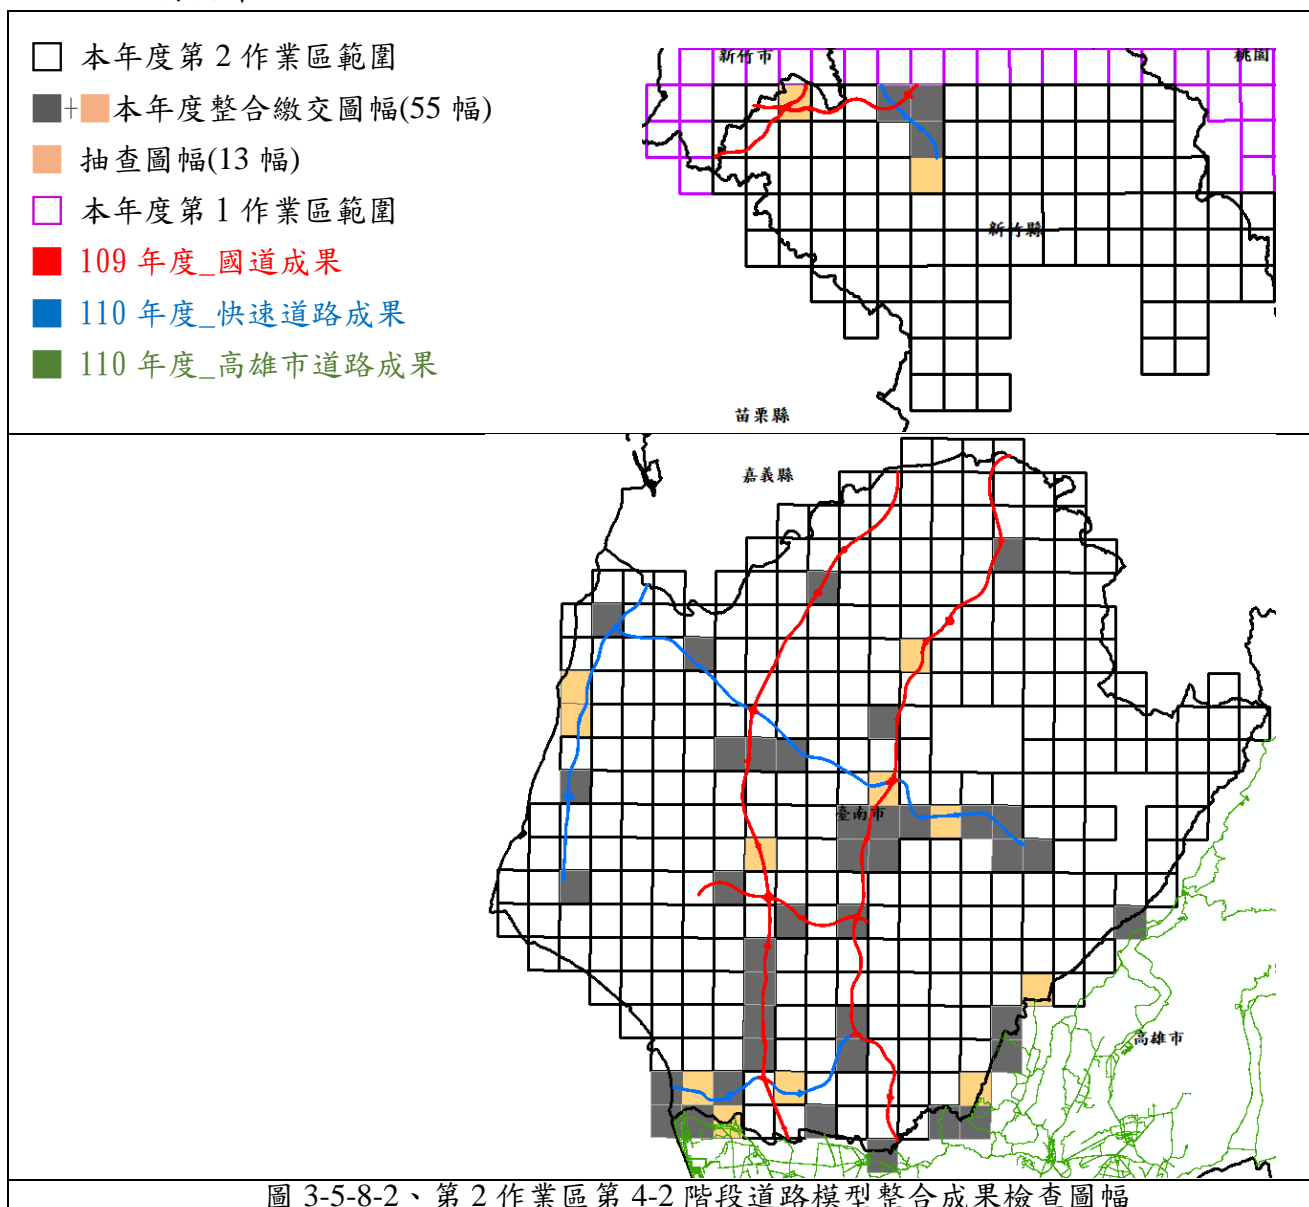 本年度第 2 作業區範圍
+本年度整合繳交圖幅(55 幅)
抽查圖幅(13 幅)
本年度第 1 作業區範圍
109 年度_國道成果
110 年度_快速道路成果
110 年度_高雄市道路成果
新竹市
桃園
新竹縣
苗栗縣
嘉義縣
臺南市
高雄市
圖 3-5-8-2、第 2 作業區第 4-2 階段道路模型整合成果檢查圖幅